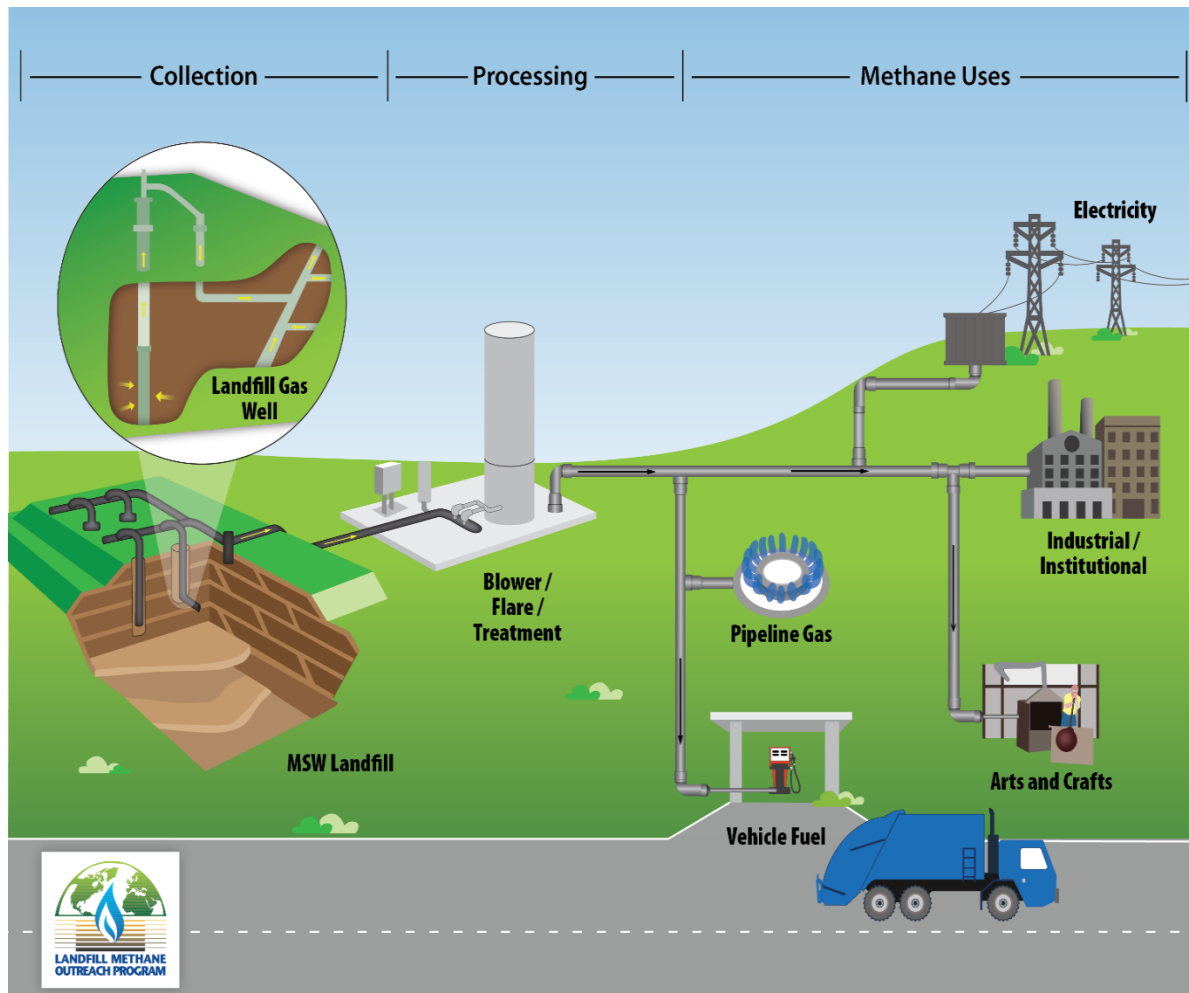 Collection
Processing
Methane Uses
Electricity
Landfill Gas
Well
Industrial /
Institutional
Blower /
Flare /
Treatment
Pipeline Gas
MSW Landfill
Arts and Crafts
Vehicle Fuel
LANDFILL METHANE
OUTREACH PROGRAM